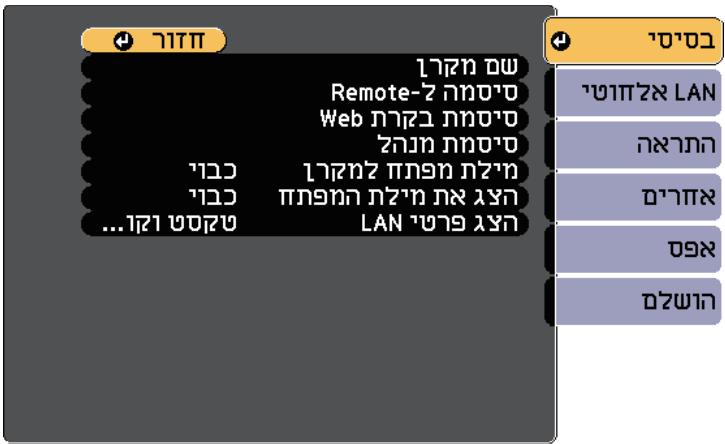 בסיסי
LAN אלחוטי
התראה
אחרים
אפס
הושלם
חזור
שם מקרן
סיסמה ל-Remote
סיסמת בקרת Web
סיסמת מנהל
מילת מפתח למקרן כבוי
הצג את מילת המפתח כבוי
הצג פרטי LAN טקסט וקו...